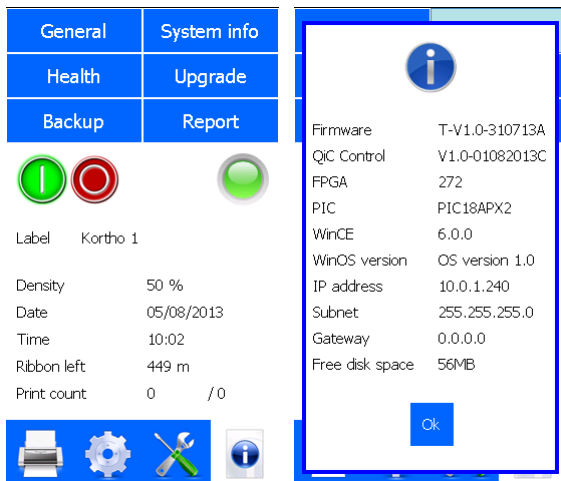 General System info
Health Upgrade
Backup Report
Label Kortho 1
Density 50 %
Date 05/08/2013
Time 10:02
Ribbon left 449 m
Print count 0 / 0
Firmware T-V1.0-310713A
QiC Control V1.0-01082013C
FPGA 272
PIC PIC18APX2
WinCE 6.0.0
WinOS version OS version 1.0
IP address 10.0.1.240
Subnet 255.255.255.0
Gateway 0.0.0.0
Free disk space 56MB
Ok